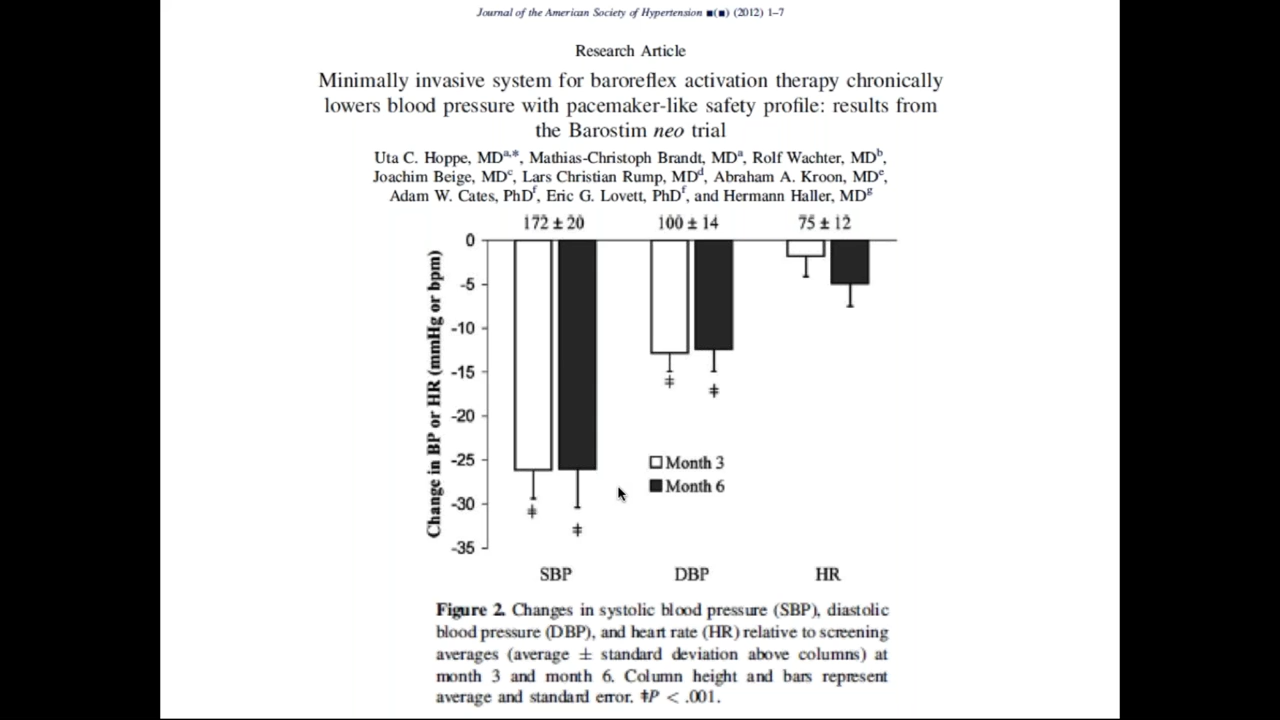 Journal of the American Society of Hypertension ■(■) (2012) 1–7
Research Article
Minimally invasive system for baroreflex activation therapy chronically
lowers blood pressure with pacemaker-like safety profile: results from
the Barostim neo trial
Uta C. Hoppe, MDa,*, Mathias-Christoph Brandt, MDa, Rolf Wachter, MDb,
Joachim Beige, MDc, Lars Christian Rump, MDd, Abraham A. Kroon, MDe,
Adam W. Cates, PhDf, Eric G. Lovett, PhDf, and Hermann Haller, MDg
172 ± 20 100 ± 14 75 ± 12
Change in BP or HR (mmHg or bpm)
0
-5
-10
-15
‡ ‡
-20
-25
-30
‡ ‡
-35
Month 3
Month 6
SBP DBP HR
Figure 2. Changes in systolic blood pressure (SBP), diastolic
blood pressure (DBP), and heart rate (HR) relative to screening
averages (average ± standard deviation above columns) at
month 3 and month 6. Column height and bars represent
average and standard error. ‡P < .001.